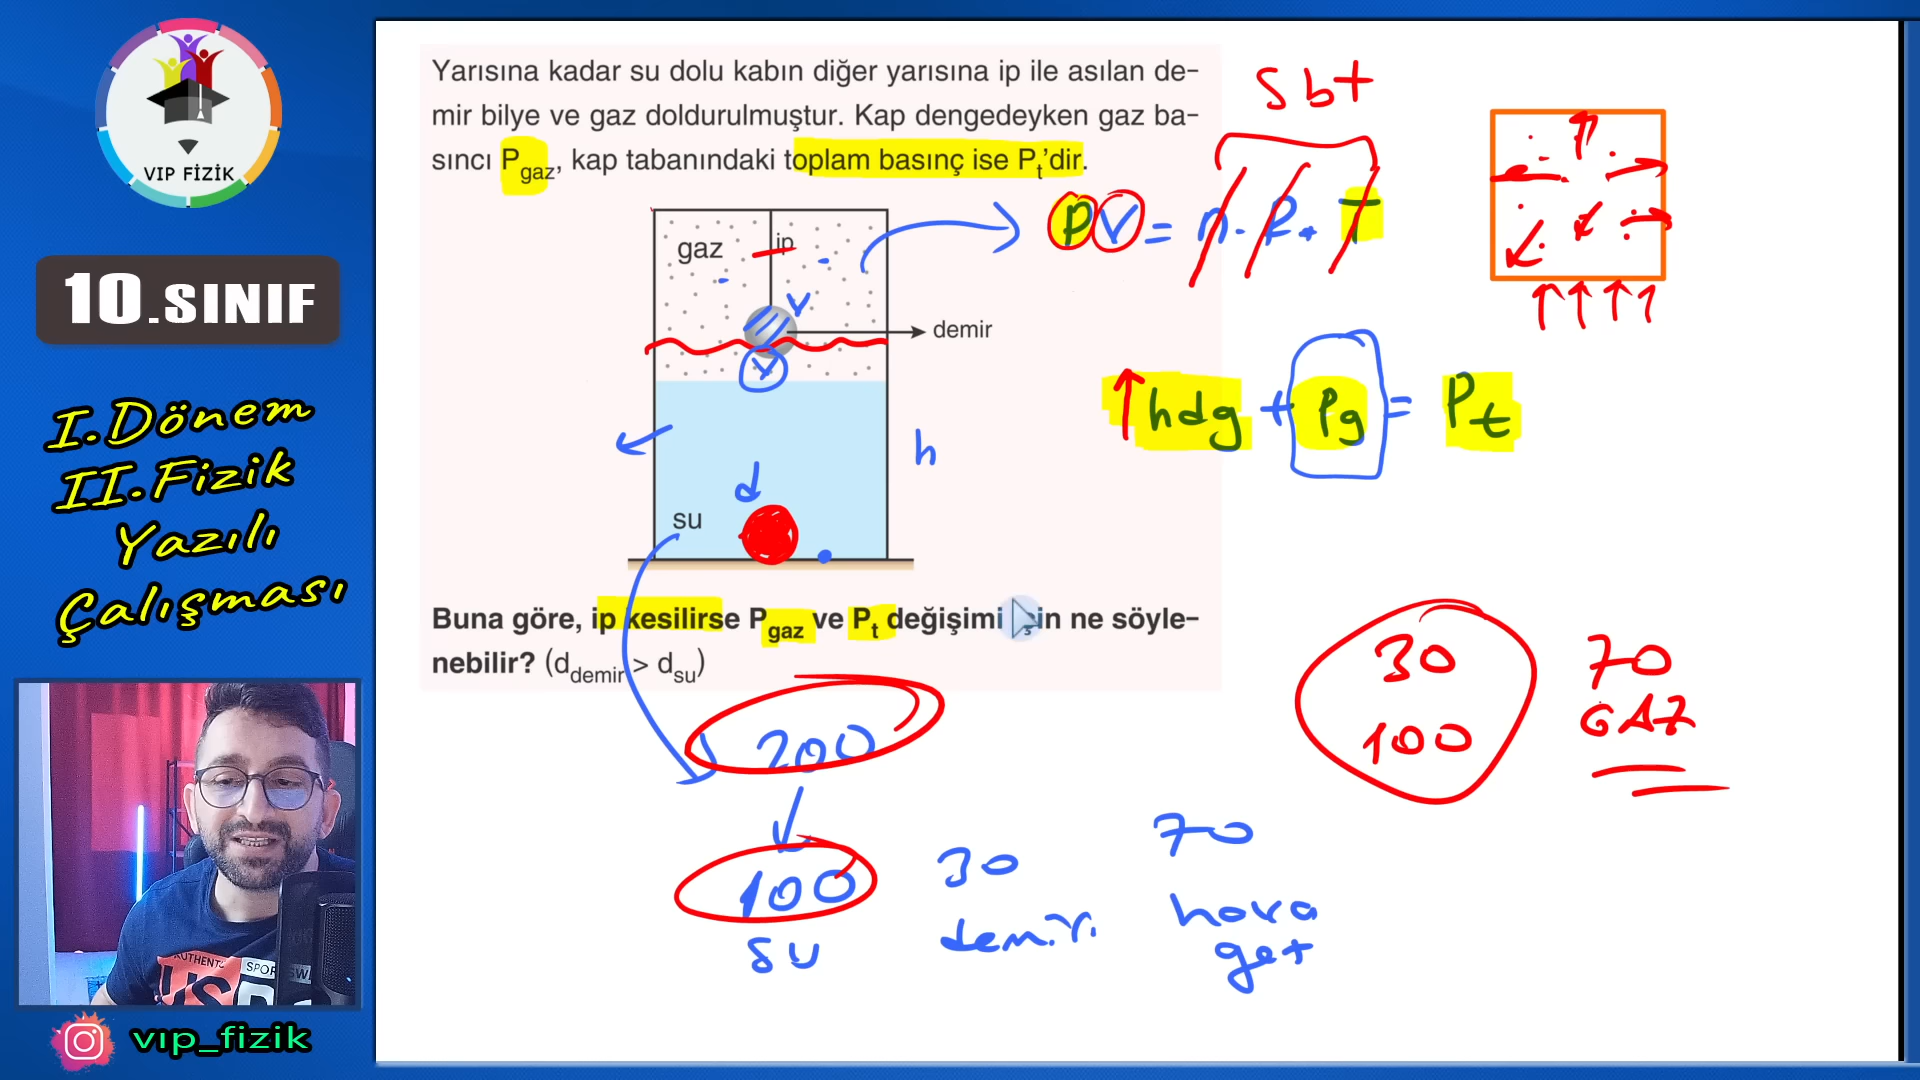 VIP FİZİK
10.SINIF
I.Dönem
II.Fizik
Yazılı
Çalışması
Yarısına kadar su dolu kabın diğer yarısına ip ile asılan de-
mir bilye ve gaz doldurulmuştur. Kap dengedeyken gaz ba-
sıncı Pgaz, kap tabanındaki toplam basınç ise Pt'dir.
gaz
ip
V
demir
V
h
d
su
Sbt
PV = n. R. T
hdg + Pg = Pt
Buna göre, ip kesilirse Pgaz ve Pt değişimi için ne söyle-
nebilir? (ddemir > dsu)
200
100
su
30
demir
70
hava
gaz
30
100
70
GAZ
AUTHENTIC
SPOR
US
vıp_fizik